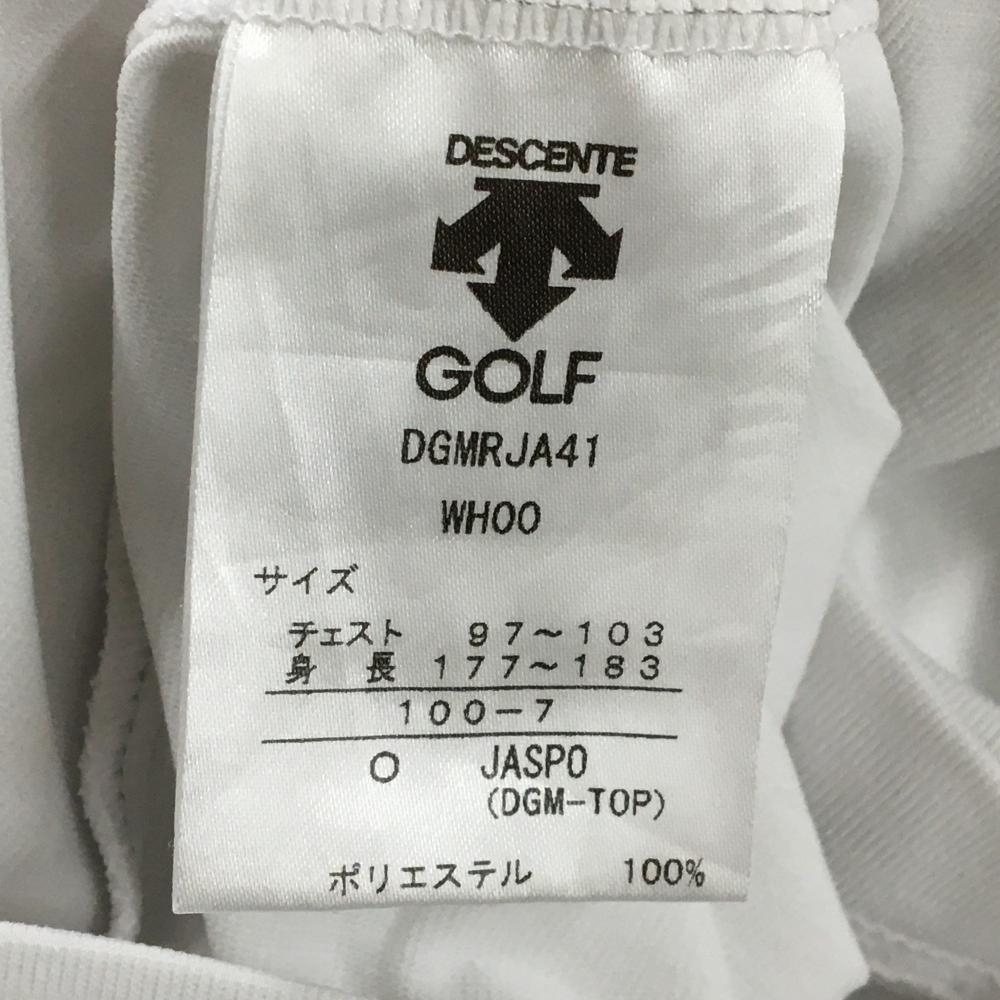 DESCENTE
GOLF
DGMRJA41
WH00
サイズ
チェスト 97～103
身長 177～183
100-7
O JASPO
(DGM-TOP)
ポリエステル 100%